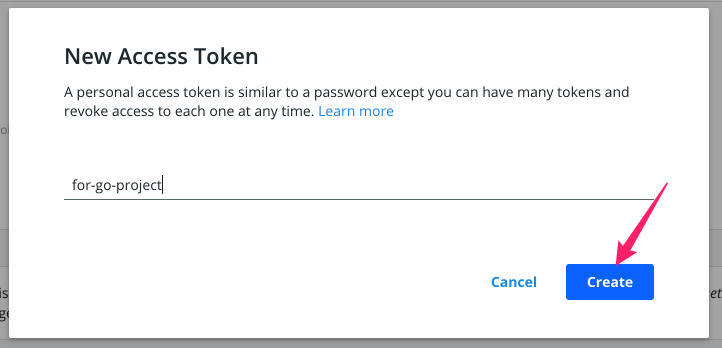 New Access Token
A personal access token is similar to a password except you can have many tokens and
revoke access to each one at any time. Learn more
for-go-project
Cancel Create